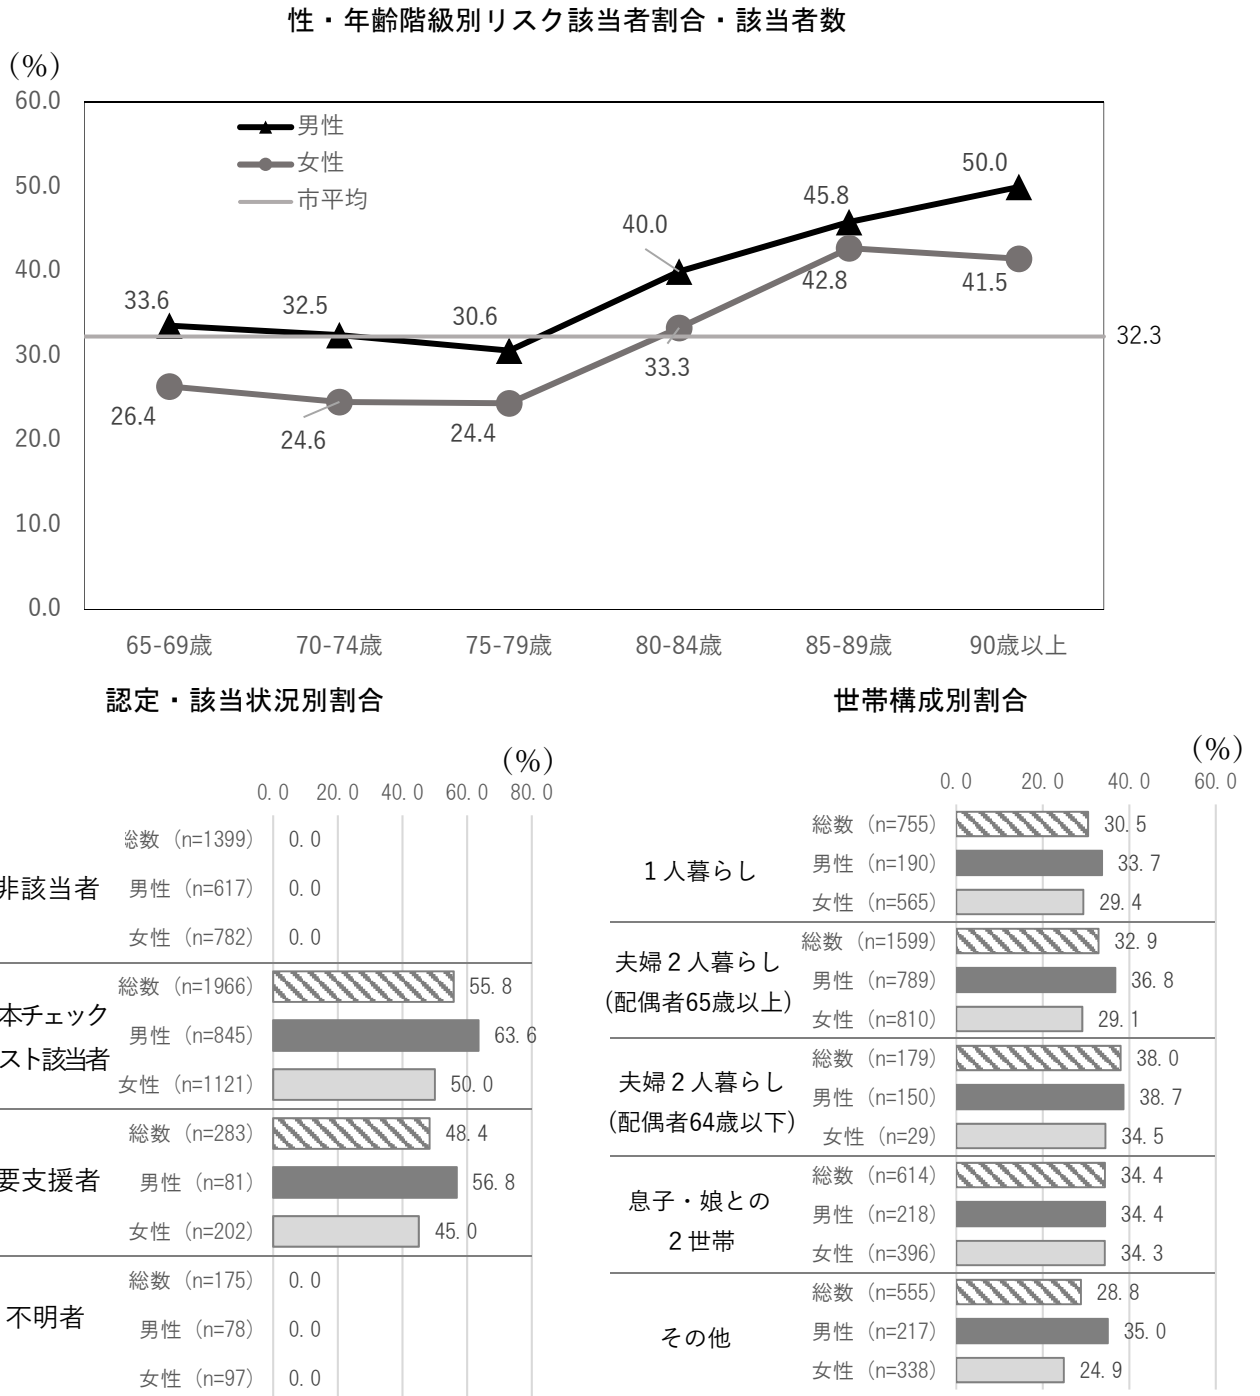 性・年齢階級別リスク該当者割合・該当者数
(%)
60.0
50.0
40.0
30.0
20.0
10.0
0.0
男性
女性
市平均
33.6
32.5
30.6
40.0
45.8
50.0
26.4
24.6
24.4
33.3
42.8
41.5
32.3
65-69歳
70-74歳
75-79歳
80-84歳
85-89歳
90歳以上
認定・該当状況別割合
(%)
0.0 20.0 40.0 60.0 80.0
非該当者
総数（n=1399） 0.0
男性（n=617） 0.0
女性（n=782） 0.0
本チェック
スト該当者
総数（n=1966） 55.8
男性（n=845） 63.6
女性（n=1121） 50.0
要支援者
総数（n=283） 48.4
男性（n=81） 56.8
女性（n=202） 45.0
不明者
総数（n=175） 0.0
男性（n=78） 0.0
女性（n=97） 0.0
世帯構成別割合
(%)
0.0 20.0 40.0 60.0
１人暮らし
総数（n=755） 30.5
男性（n=190） 33.7
女性（n=565） 29.4
夫婦２人暮らし
(配偶者65歳以上)
総数（n=1599） 32.9
男性（n=789） 36.8
女性（n=810） 29.1
夫婦２人暮らし
(配偶者64歳以下)
総数（n=179） 38.0
男性（n=150） 38.7
女性（n=29） 34.5
息子・娘との
２世帯
総数（n=614） 34.4
男性（n=218） 34.4
女性（n=396） 34.3
その他
総数（n=555） 28.8
男性（n=217） 35.0
女性（n=338） 24.9